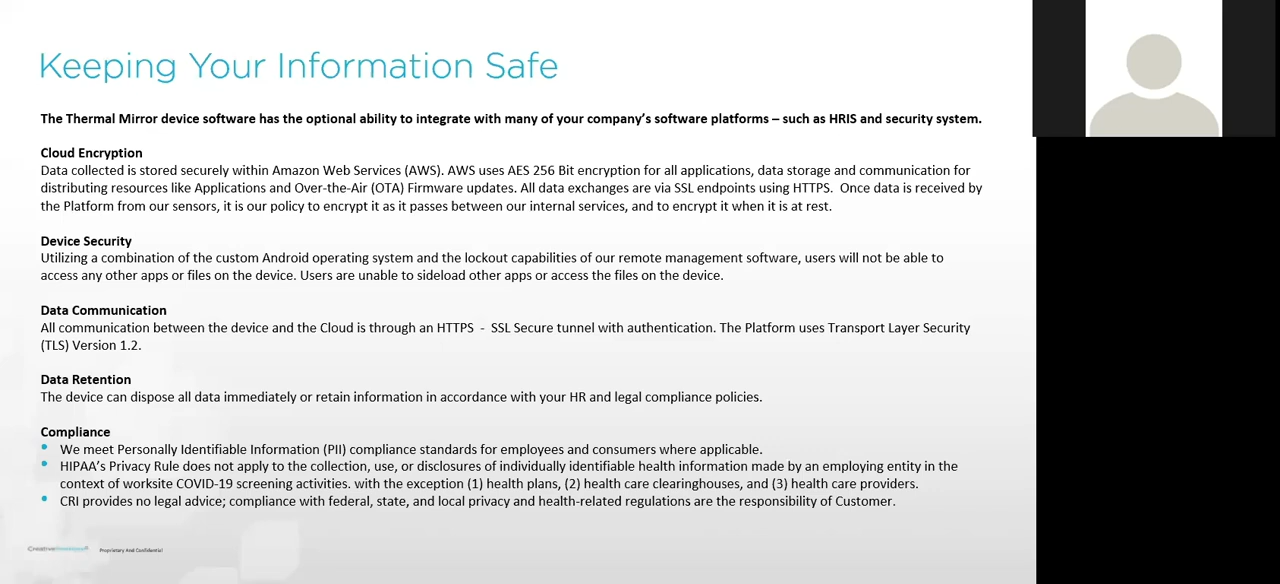 Keeping Your Information Safe
The Thermal Mirror device software has the optional ability to integrate with many of your company's software platforms – such as HRIS and security system.
Cloud Encryption
Data collected is stored securely within Amazon Web Services (AWS). AWS uses AES 256 Bit encryption for all applications, data storage and communication for
distributing resources like Applications and Over-the-Air (OTA) Firmware updates. All data exchanges are via SSL endpoints using HTTPS.  Once data is received by
the Platform from our sensors, it is our policy to encrypt it as it passes between our internal services, and to encrypt it when it is at rest.
Device Security
Utilizing a combination of the custom Android operating system and the lockout capabilities of our remote management software, users will not be able to
access any other apps or files on the device. Users are unable to sideload other apps or access the files on the device.
Data Communication
All communication between the device and the Cloud is through an HTTPS  -  SSL Secure tunnel with authentication. The Platform uses Transport Layer Security
(TLS) Version 1.2.
Data Retention
The device can dispose all data immediately or retain information in accordance with your HR and legal compliance policies.
Compliance
• We meet Personally Identifiable Information (PII) compliance standards for employees and consumers where applicable.
• HIPAA's Privacy Rule does not apply to the collection, use, or disclosures of individually identifiable health information made by an employing entity in the
context of worksite COVID-19 screening activities. with the exception (1) health plans, (2) health care clearinghouses, and (3) health care providers.
• CRI provides no legal advice; compliance with federal, state, and local privacy and health-related regulations are the responsibility of Customer.
Proprietary And Confidential